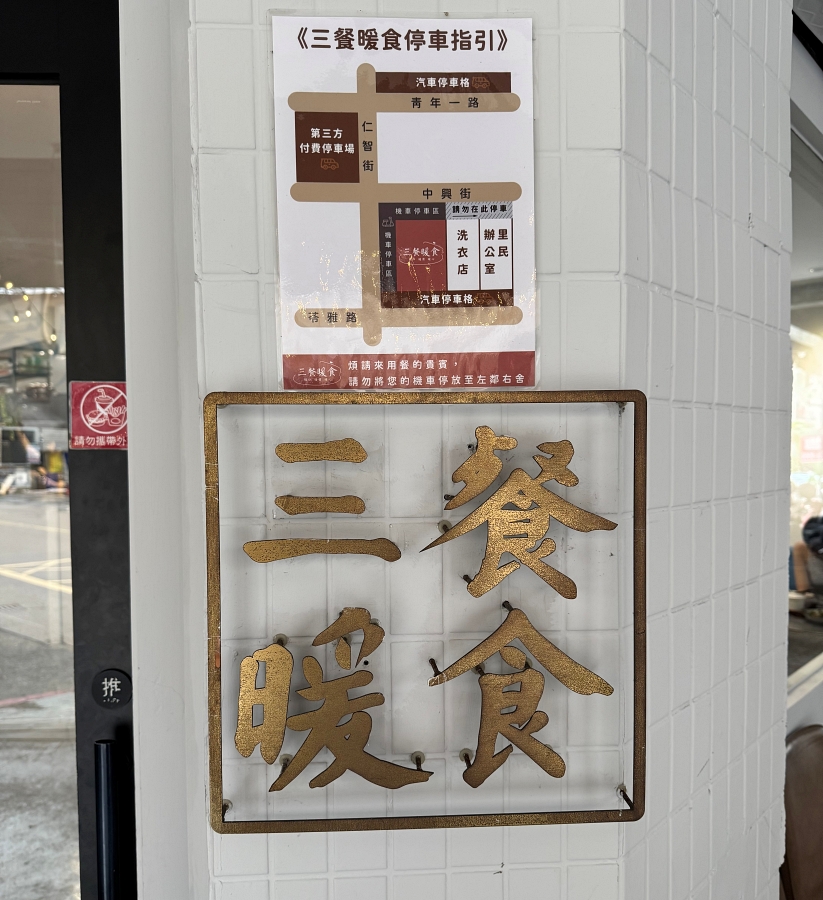 《三餐暖食停車指引》
汽車停車格
青年一路
第三方
付費停車場
仁智街
中興街
機車停車區
請勿在此停車
機車停車區
三餐暖食
洗衣店
里民
辦公室
汽車停車格
雅路
三餐暖食
煩請來用餐的貴賓，
請勿將您的機車停放至左鄰右舍
請勿攜帶外
三餐
暖食
推